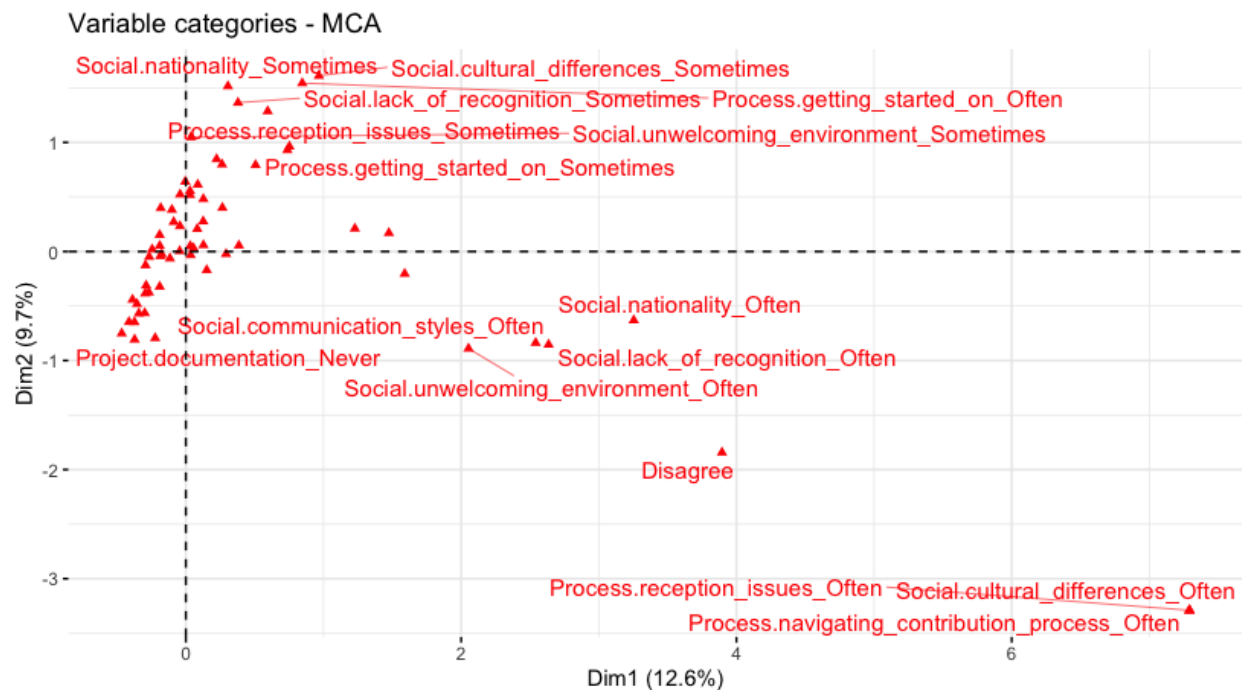 Variable categories - MCA
Social.nationality_Sometimes
Social.cultural_differences_Sometimes
Social.lack_of_recognition_Sometimes
Process.getting_started_on_Often
Process.reception_issues_Sometimes
Social.unwelcoming_environment_Sometimes
Process.getting_started_on_Sometimes
Social.nationality_Often
Social.communication_styles_Often
Project.documentation_Never
Social.lack_of_recognition_Often
Social.unwelcoming_environment_Often
Disagree
Process.reception_issues_Often
Social.cultural_differences_Often
Process.navigating_contribution_process_Often
1
0
-1
-2
-3
Dim2 (9.7%)
0
2
4
6
Dim1 (12.6%)